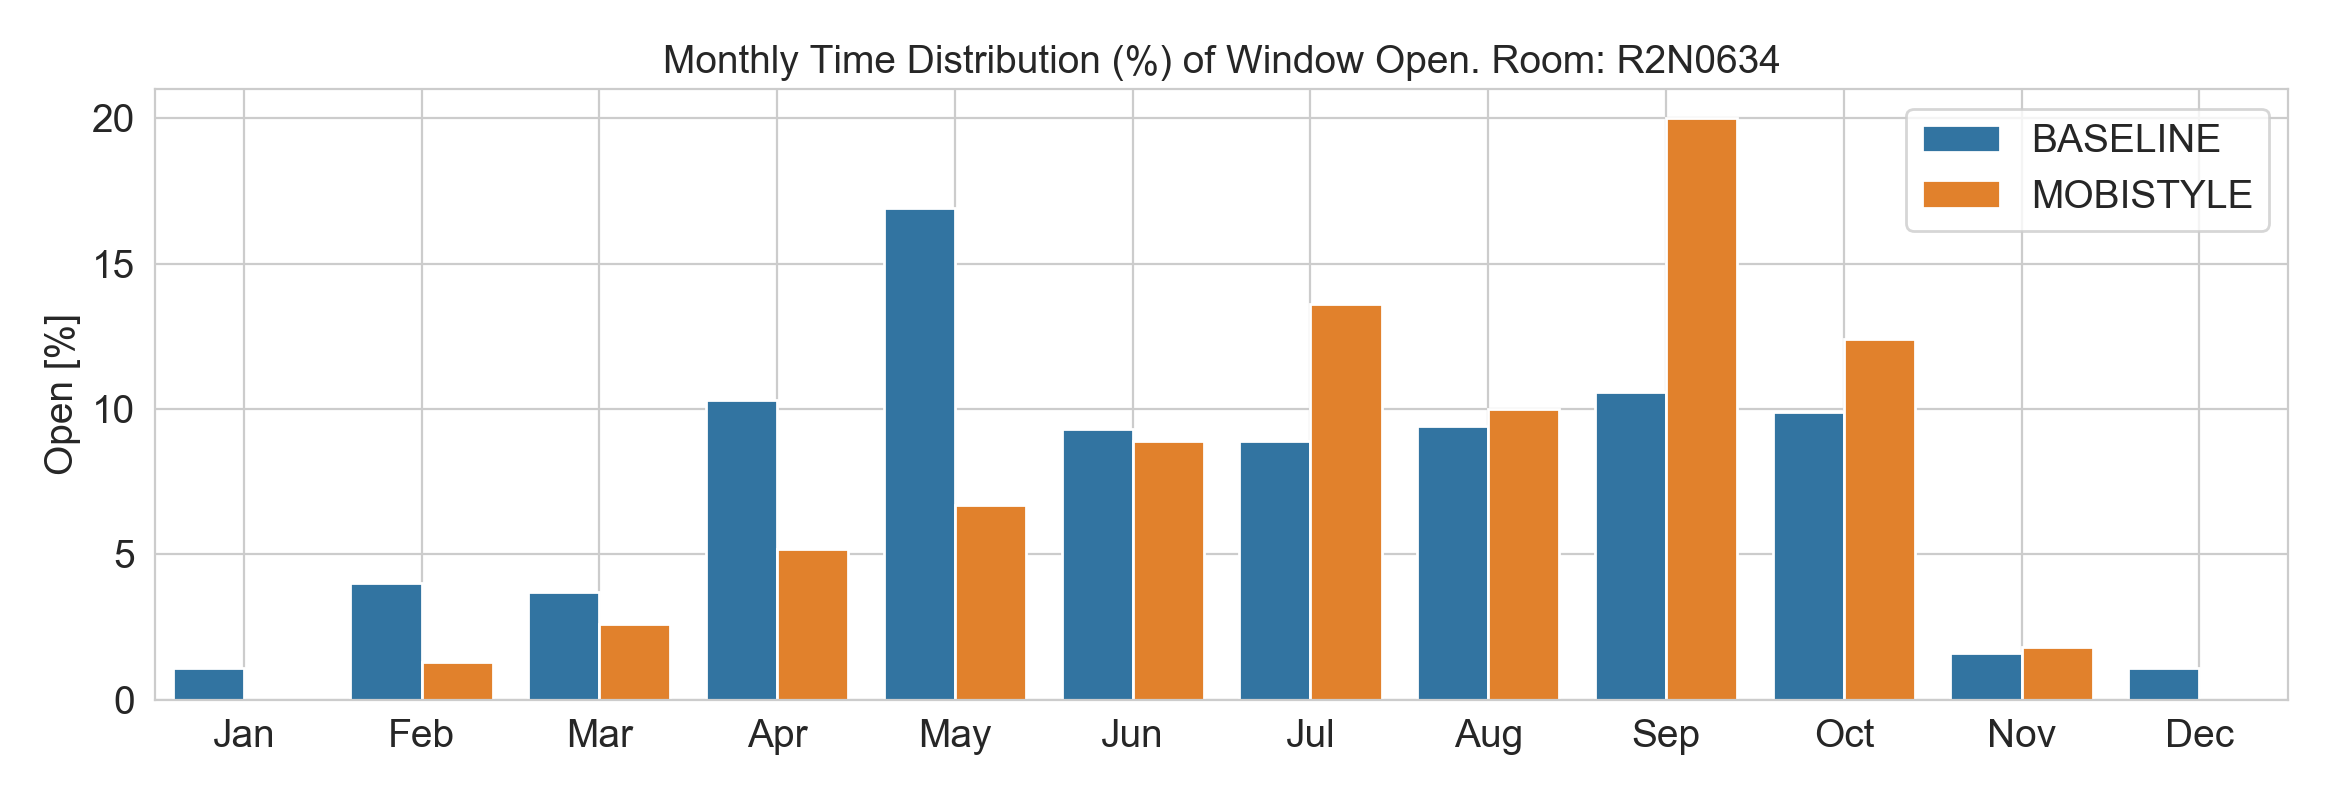 Monthly Time Distribution (%) of Window Open. Room: R2N0634
20
15
10
5
0
Open [%]
BASELINE
MOBISTYLE
Jan Feb Mar Apr May Jun Jul Aug Sep Oct Nov Dec